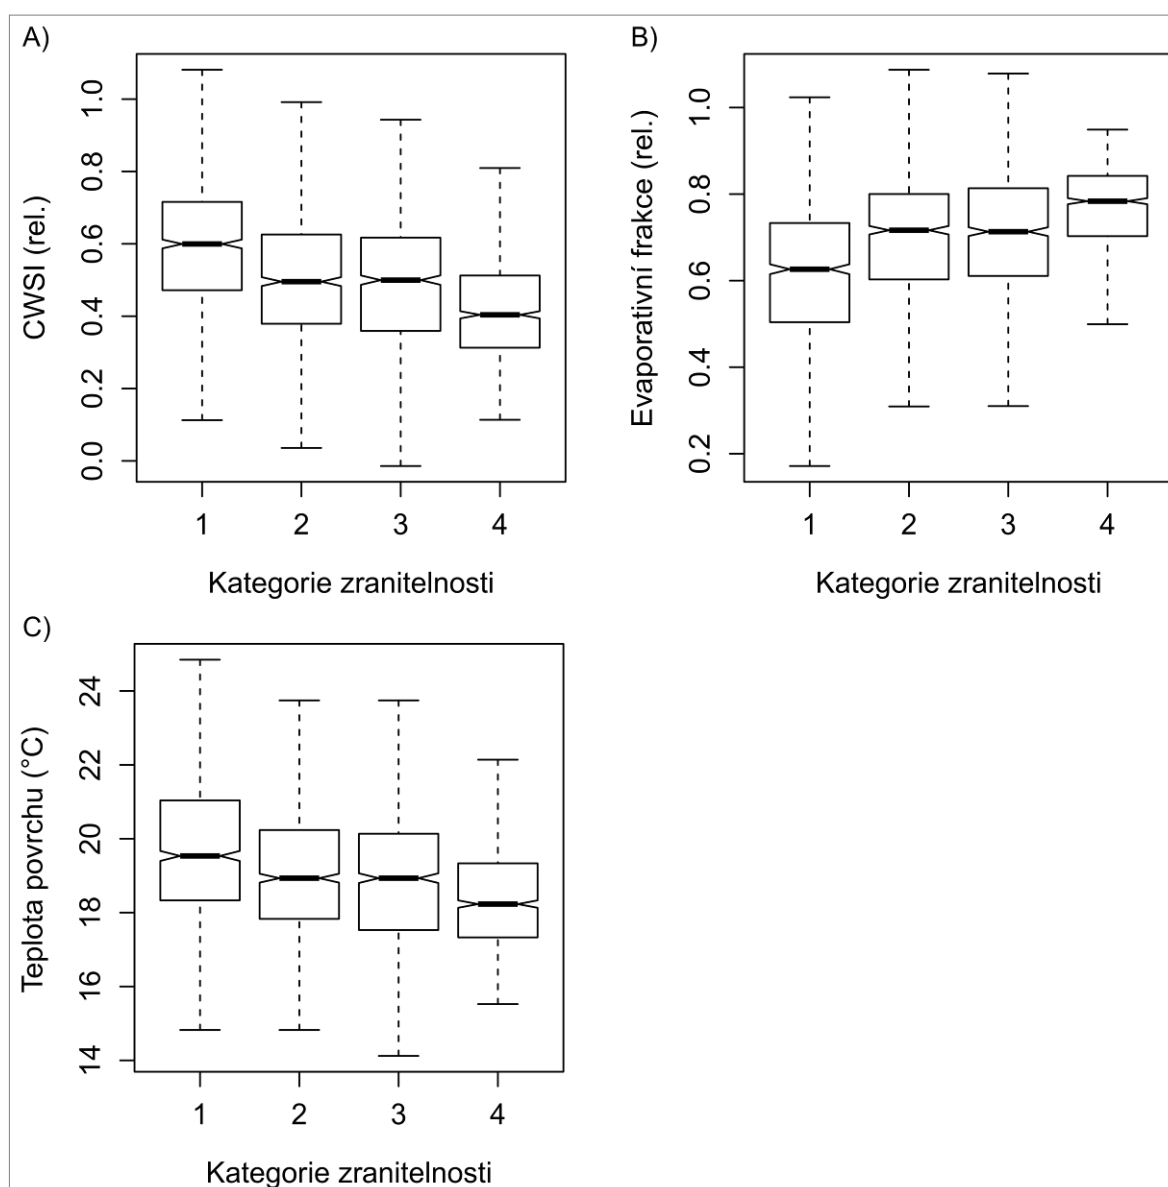 A)
CWSI (rel.)
1.0
0.8
0.6
0.4
0.2
0.0
1 2 3 4
Kategorie zranitelnosti
B)
Evaporativní frakce (rel.)
1.0
0.8
0.6
0.4
0.2
1 2 3 4
Kategorie zranitelnosti
C)
Teplota povrchu (°C)
24
22
20
18
16
14
1 2 3 4
Kategorie zranitelnosti